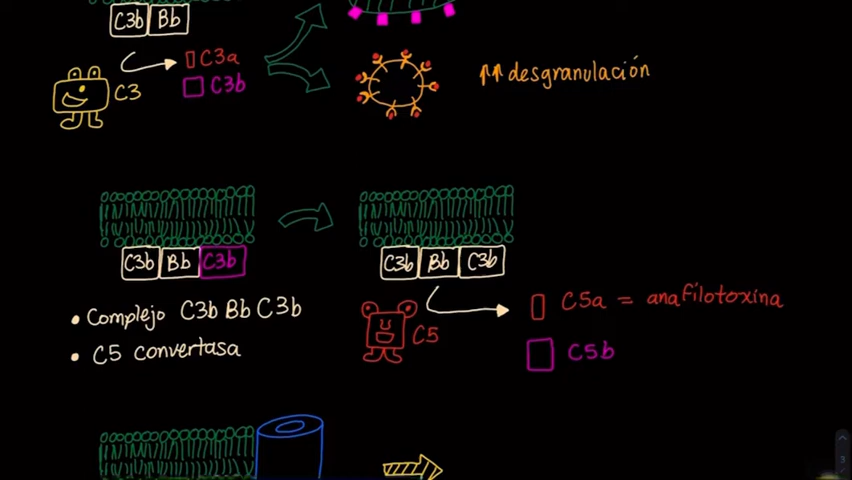 C3b Bb
C3
C3a
C3b
↑↑ desgranulación
C3b Bb C3b
• Complejo C3b Bb C3b
• C5 convertasa
C3b Bb C3b
C5
C5a = anafilotoxina
C5b
3